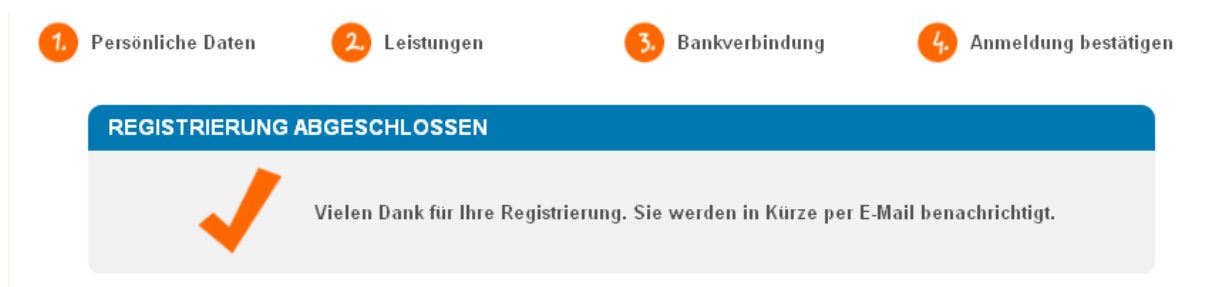 1. Persönliche Daten 2. Leistungen 3. Bankverbindung 4. Anmeldung bestätigen
REGISTRIERUNG ABGESCHLOSSEN
Vielen Dank für Ihre Registrierung. Sie werden in Kürze per E-Mail benachrichtigt.